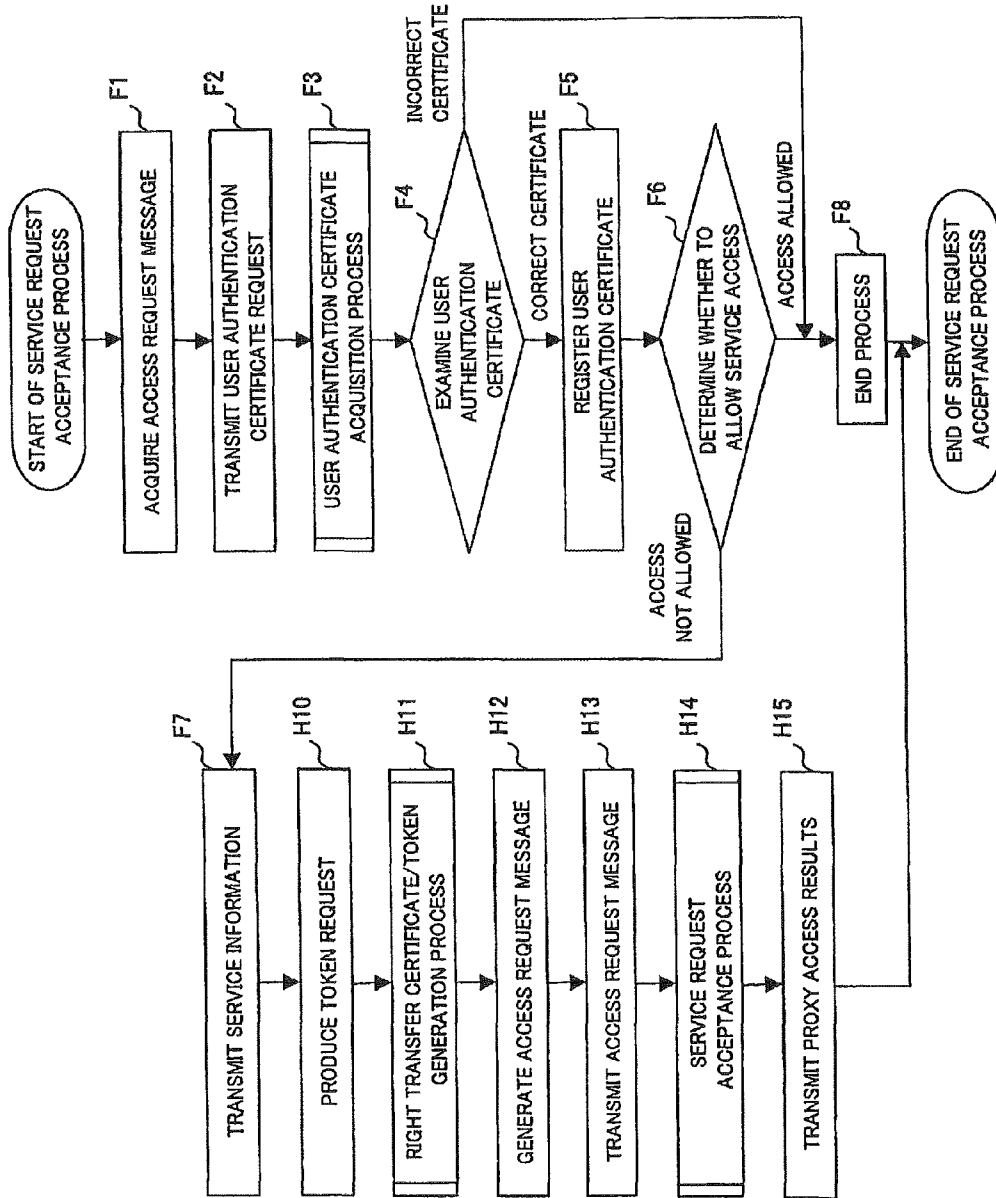 START OF SERVICE REQUEST
ACCEPTANCE PROCESS
F1
ACQUIRE ACCESS REQUEST MESSAGE
F2
TRANSMIT USER AUTHENTICATION
CERTIFICATE REQUEST
F3
USER AUTHENTICATION CERTIFICATE
ACQUISITION PROCESS
F4
EXAMINE USER
AUTHENTICATION
CERTIFICATE
INCORRECT
CERTIFICATE
CORRECT CERTIFICATE
F5
REGISTER USER
AUTHENTICATION CERTIFICATE
F6
DETERMINE WHETHER TO
ALLOW SERVICE ACCESS
ACCESS
NOT ALLOWED
ACCESS ALLOWED
F8
END PROCESS
END OF SERVICE REQUEST
ACCEPTANCE PROCESS
F7
TRANSMIT SERVICE INFORMATION
H10
PRODUCE TOKEN REQUEST
H11
RIGHT TRANSFER CERTIFICATE/TOKEN
GENERATION PROCESS
H12
GENERATE ACCESS REQUEST MESSAGE
H13
TRANSMIT ACCESS REQUEST MESSAGE
H14
SERVICE REQUEST
ACCEPTANCE PROCESS
H15
TRANSMIT PROXY ACCESS RESULTS